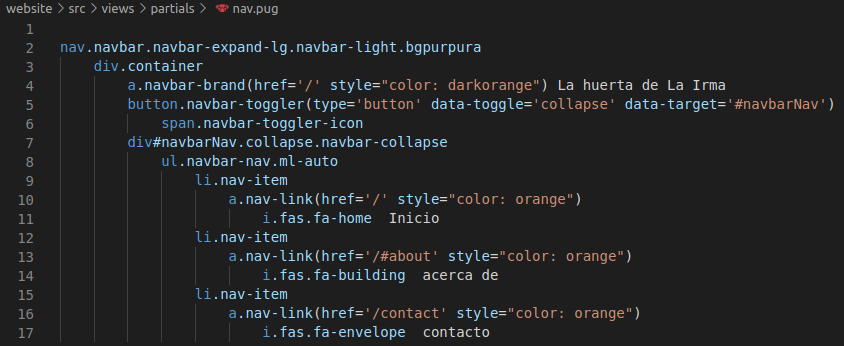 website > src > views > partials > nav.pug
1
2 nav.navbar.navbar-expand-lg.navbar-light.bgpurpura
3 div.container
4 a.navbar-brand(href='/' style="color: darkorange") La huerta de La Irma
5 button.navbar-toggler(type='button' data-toggle='collapse' data-target='#navbarNav')
6 span.navbar-toggler-icon
7 div#navbarNav.collapse.navbar-collapse
8 ul.navbar-nav.ml-auto
9 li.nav-item
10 a.nav-link(href='/' style="color: orange")
11 i.fas.fa-home  Inicio
12 li.nav-item
13 a.nav-link(href='/#about' style="color: orange")
14 i.fas.fa-building  acerca de
15 li.nav-item
16 a.nav-link(href='/contact' style="color: orange")
17 i.fas.fa-envelope  contacto